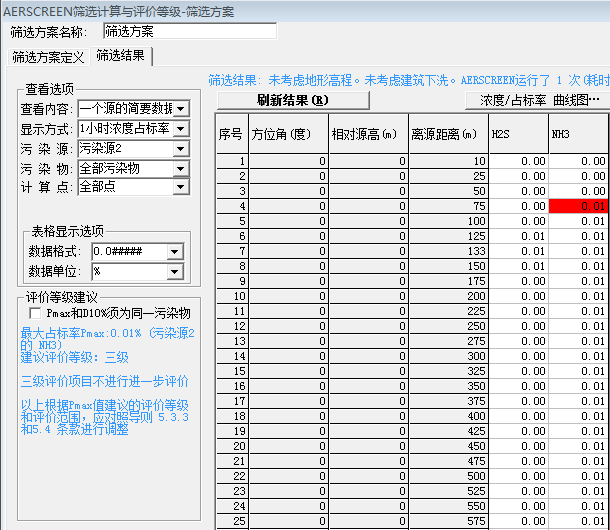 AERSCREEN筛选计算与评价等级-筛选方案
筛选方案名称: 筛选方案
筛选方案定义 筛选结果
查看选项
查看内容: 一个源的简要数据
显示方式: 1小时浓度占标率
污 染 源: 污染源2
污 染 物: 全部污染物
计 算 点: 全部点
表格显示选项
数据格式: 0.0#####
数据单位: %
评价等级建议
Pmax和D10%须为同一污染物
最大占标率Pmax:0.01% (污染源2
的 NH3)
建议评价等级: 三级
三级评价项目不进行进一步评价
以上根据Pmax值建议的评价等级
和评价范围，应对照导则 5.3.3
和5.4 条款进行调整
筛选结果: 未考虑地形高程。未考虑建筑下洗。AERSCREEN运行了 1 次(耗时
刷新结果(R) 浓度/占标率 曲线图…
序号 方位角(度) 相对源高(m) 离源距离(m) H2S NH3
1 0 0 10 0.00 0.00
2 0 0 25 0.00 0.00
3 0 0 50 0.00 0.00
4 0 0 75 0.00 0.01
5 0 0 100 0.00 0.01
6 0 0 125 0.01 0.01
7 0 0 133 0.01 0.01
8 0 0 150 0.01 0.01
9 0 0 175 0.00 0.01
10 0 0 200 0.00 0.01
11 0 0 225 0.00 0.01
12 0 0 250 0.00 0.01
13 0 0 275 0.00 0.01
14 0 0 300 0.00 0.01
15 0 0 325 0.00 0.01
16 0 0 350 0.00 0.01
17 0 0 375 0.00 0.01
18 0 0 400 0.00 0.01
19 0 0 425 0.00 0.01
20 0 0 450 0.00 0.01
21 0 0 475 0.00 0.01
22 0 0 500 0.00 0.01
23 0 0 525 0.00 0.01
24 0 0 550 0.00 0.01
25 0 0 575 0.00 0.01